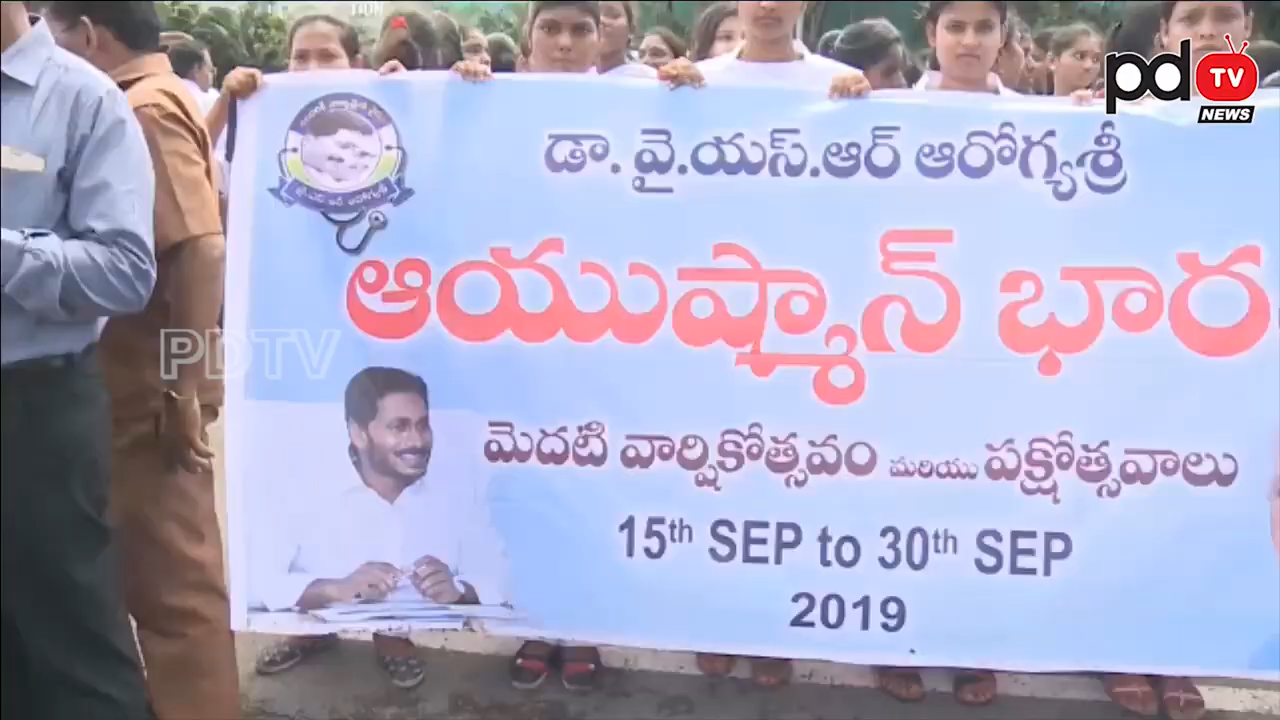 pd TV
NEWS
డా. వై.యస్.ఆర్ ఆరోగ్యశ్రీ
ఆయుష్మాన్ భార
PDTV
మెదటి వార్షికోత్సవం మరియు పక్షోత్సవాలు
15th SEP to 30th SEP
2019